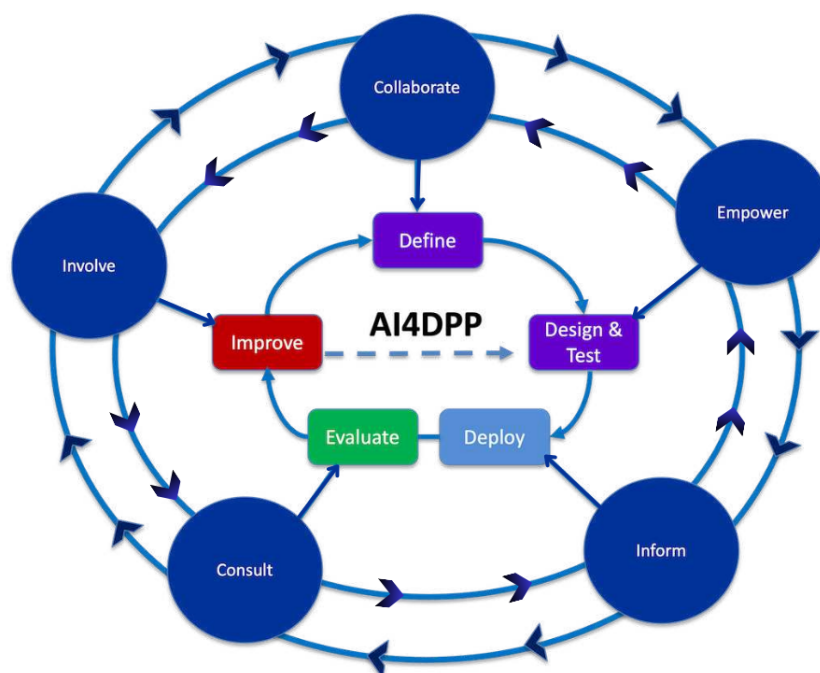 Collaborate
Empower
Involve
Define
AI4DPP
Improve
Design &
Test
Evaluate
Deploy
Consult
Inform